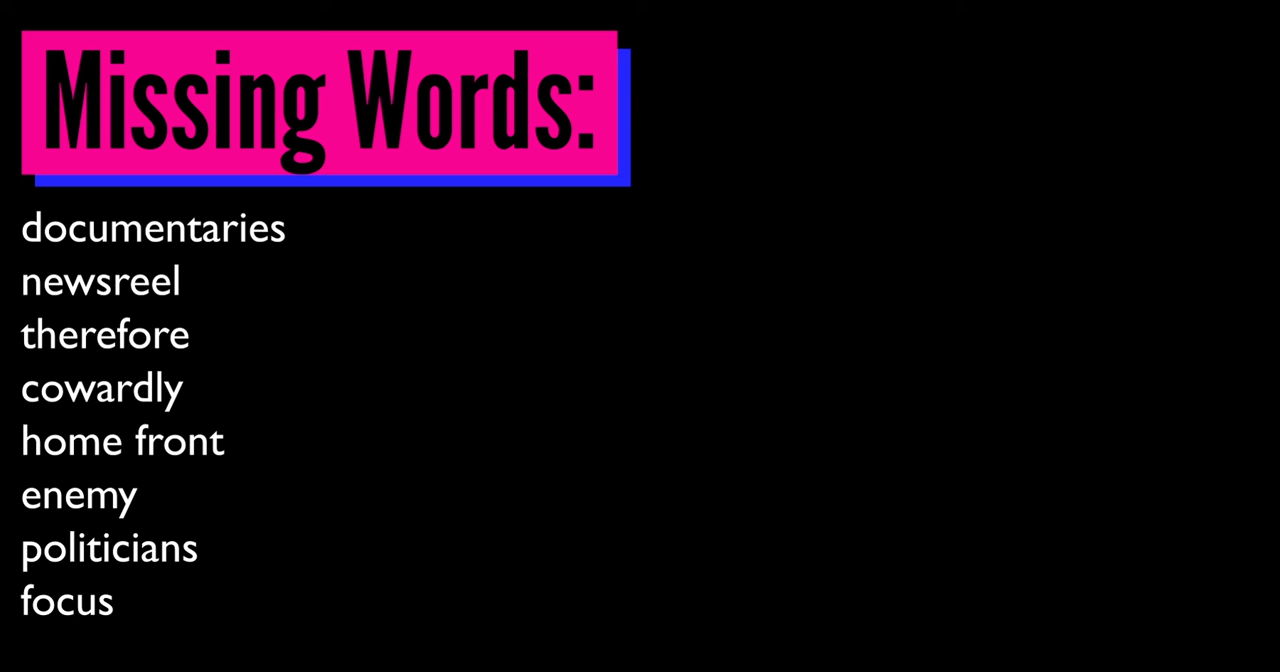 Missing Words:
documentaries
newsreel
therefore
cowardly
home front
enemy
politicians
focus